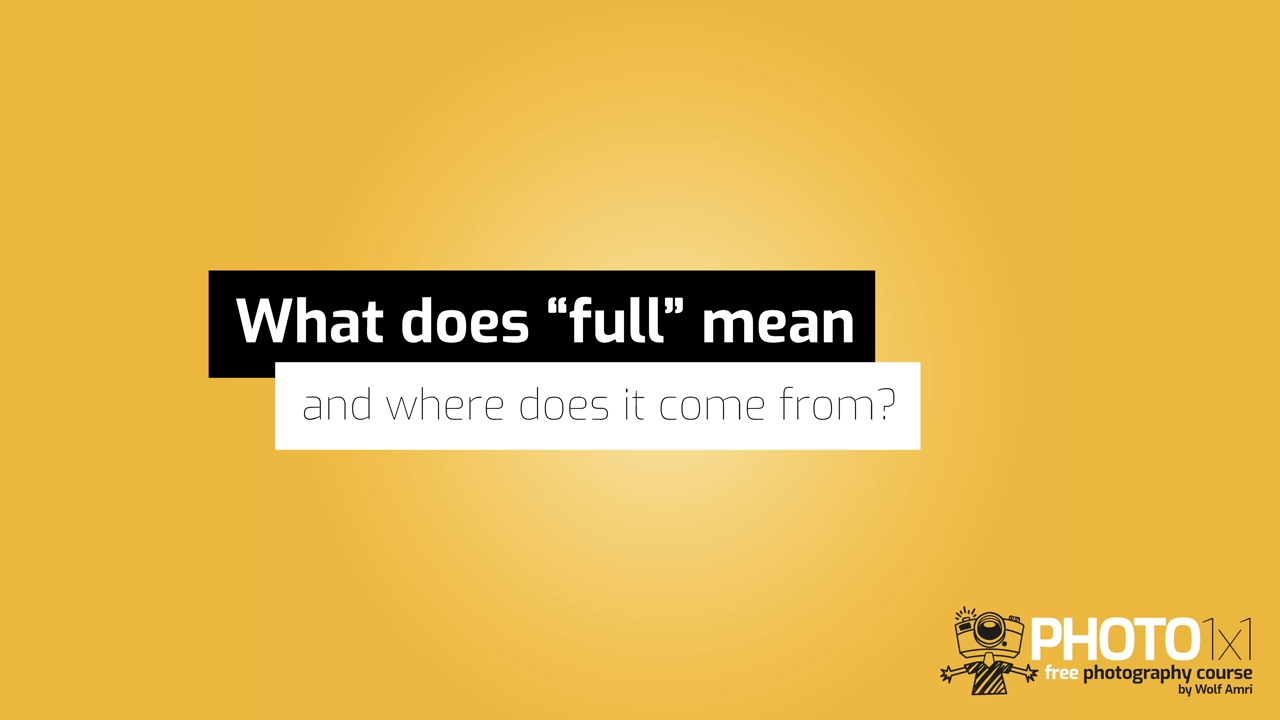 What does “full” mean
and where does it come from?
PHOTO1x1
free photography course
by Wolf Amri